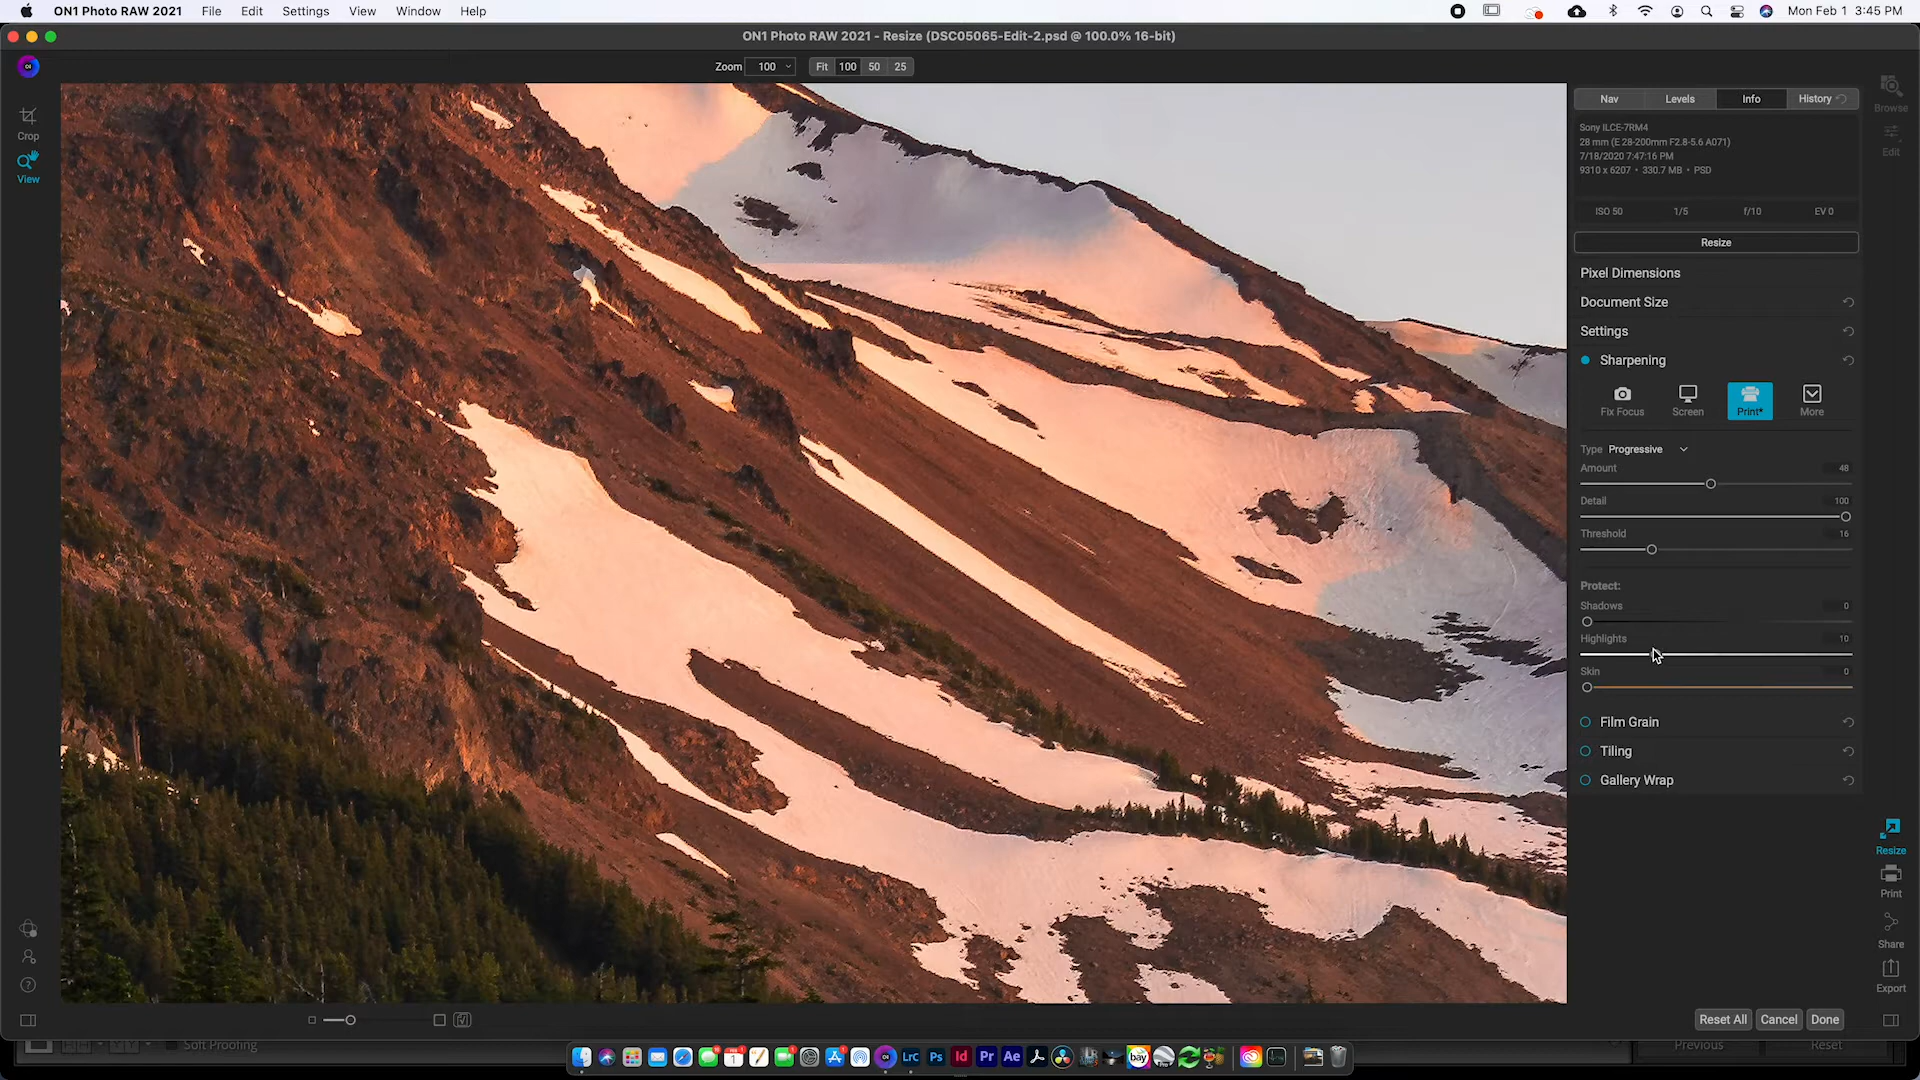 ON1 Photo RAW 2021 File Edit Settings View Window Help Mon Feb 1 3:45 PM
ON1 Photo RAW 2021 - Resize (DSC05065-Edit-2.psd @ 100.0% 16-bit)
Zoom 100 Fit 100 50 25
Crop
View
Nav Levels Info History
Browse
Edit
Sony ILCE-7RM4
28 mm (E 28-200mm F2.8-5.6 A071)
7/18/2020 7:47:16 PM
9310 x 6207 • 330.7 MB • PSD
ISO 50 1/5 f/10 EV 0
Resize
Pixel Dimensions
Document Size
Settings
Sharpening
Fix Focus Screen Print* More
Type Progressive
Amount 48
Detail 100
Threshold 16
Protect:
Shadows 0
Highlights 10
Skin 0
Film Grain
Tiling
Gallery Wrap
Resize
Print
Share
Export
Reset All Cancel Done
Soft Proofing
Previous Reset
Lrc Ps Id Pr Ae
bay